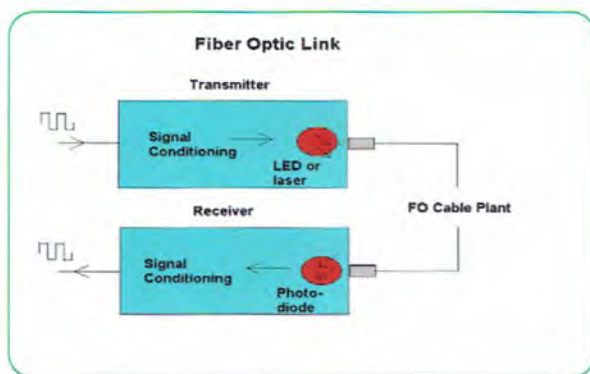 Fiber Optic Link
Transmitter
Signal
Conditioning
LED or
laser
FO Cable Plant
Receiver
Signal
Conditioning
Photo-
diode